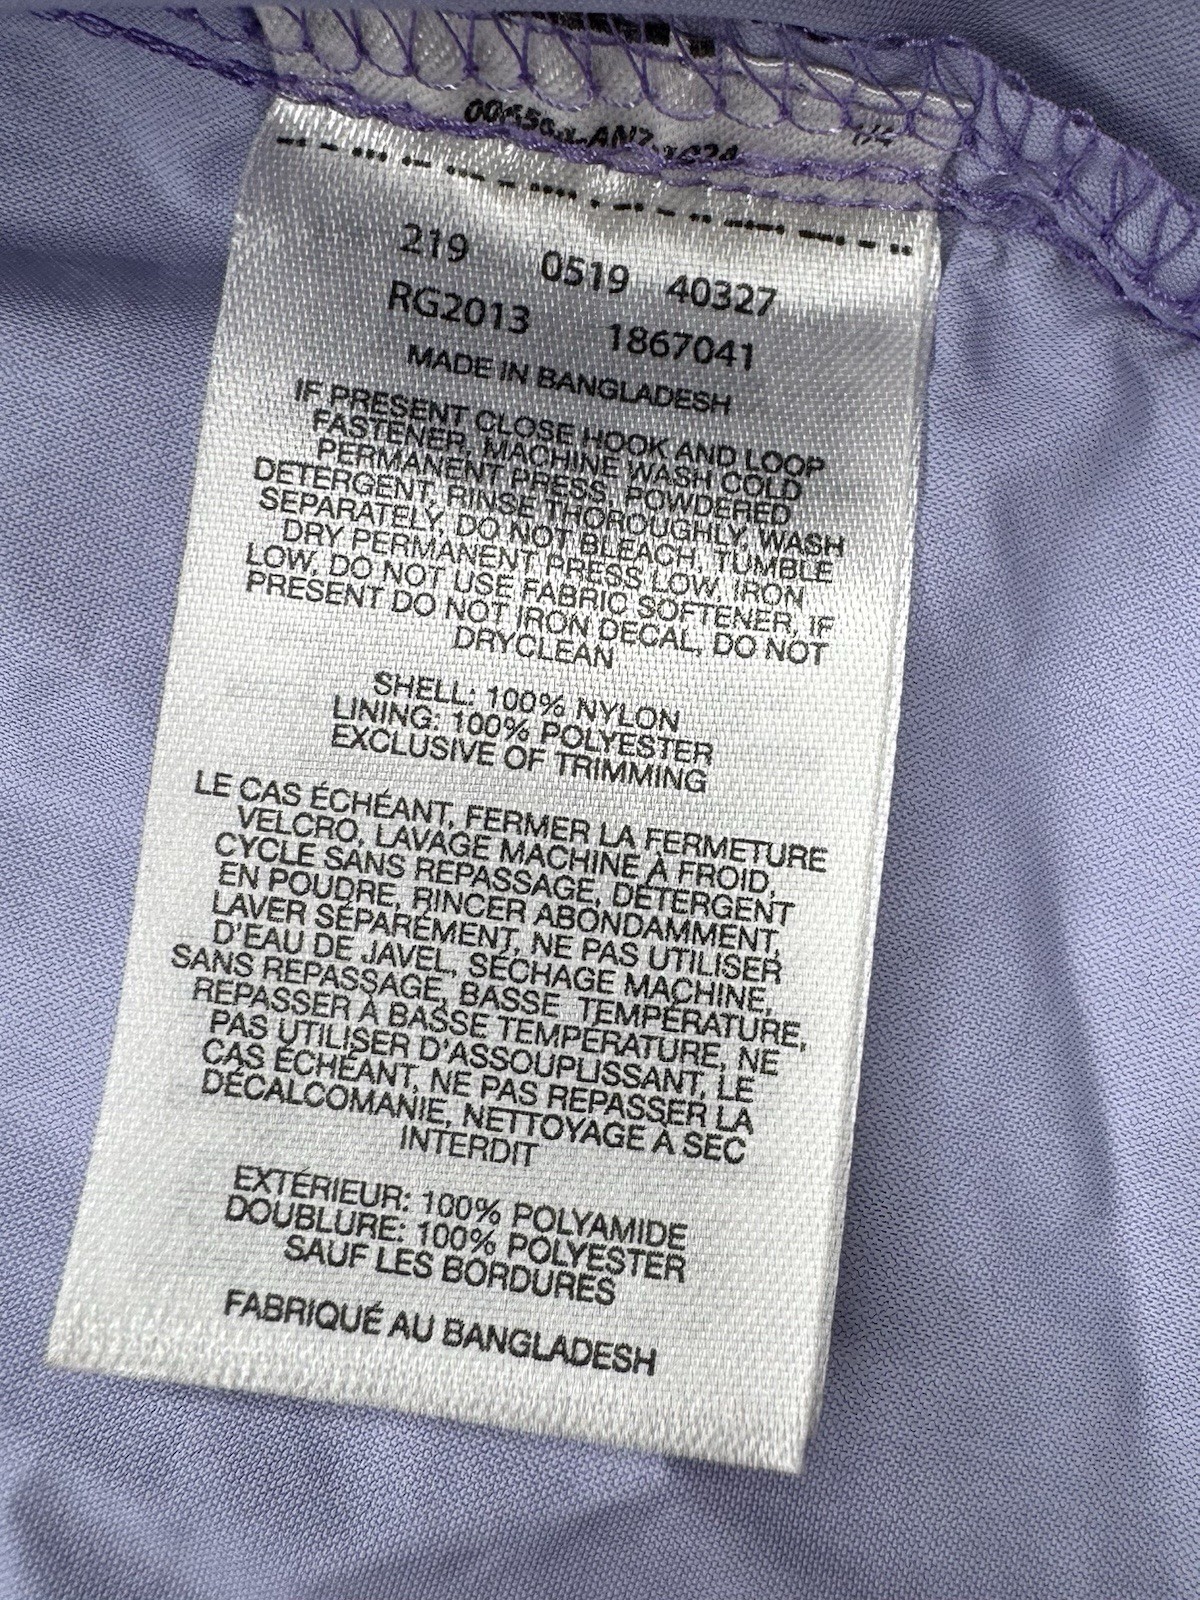 1/4
219 0519 40327
RG2013 1867041
MADE IN BANGLADESH
IF PRESENT CLOSE HOOK AND LOOP
FASTENER, MACHINE WASH COLD
PERMANENT PRESS, POWDERED
DETERGENT, RINSE THOROUGHLY, WASH
SEPARATELY, DO NOT BLEACH, TUMBLE
DRY PERMANENT PRESS LOW, IRON
LOW, DO NOT USE FABRIC SOFTENER, IF
PRESENT DO NOT IRON DECAL, DO NOT
DRYCLEAN
SHELL: 100% NYLON
LINING: 100% POLYESTER
EXCLUSIVE OF TRIMMING
LE CAS ÉCHÉANT, FERMER LA FERMETURE
VELCRO, LAVAGE MACHINE À FROID,
CYCLE SANS REPASSAGE, DÉTERGENT
EN POUDRE, RINCER ABONDAMMENT,
LAVER SÉPARÉMENT, NE PAS UTILISER
D'EAU DE JAVEL, SÉCHAGE MACHINE,
SANS REPASSAGE, BASSE TEMPÉRATURE,
REPASSER À BASSE TEMPÉRATURE, NE
PAS UTILISER D'ASSOUPLISSANT, LE
CAS ÉCHÉANT, NE PAS REPASSER LA
DÉCALCOMANIE, NETTOYAGE À SEC
INTERDIT
EXTÉRIEUR: 100% POLYAMIDE
DOUBLURE: 100% POLYESTER
SAUF LES BORDURES
FABRIQUÉ AU BANGLADESH